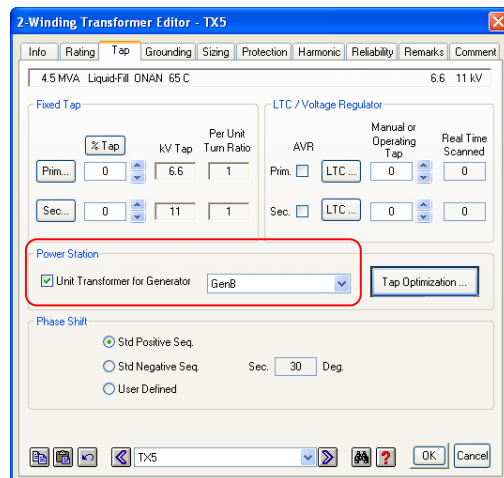 2-Winding Transformer Editor - TX5
Info Rating Tap Grounding Sizing Protection Harmonic Reliability Remarks Comment
4.5 MVA Liquid-Fill ONAN 65 C 6.6 11 kV
Fixed Tap
% Tap kV Tap Per Unit Turn Ratio
Prim... 0 6.6 1
Sec... 0 11 1
LTC / Voltage Regulator
AVR Manual or Operating Tap Real Time Scanned
Prim. LTC ... 0 0
Sec. LTC ... 0 0
Power Station
Unit Transformer for Generator GenB
Tap Optimization ...
Phase Shift
Std Positive Seq.
Std Negative Seq. Sec. 30 Deg.
User Defined
TX5 ? OK Cancel